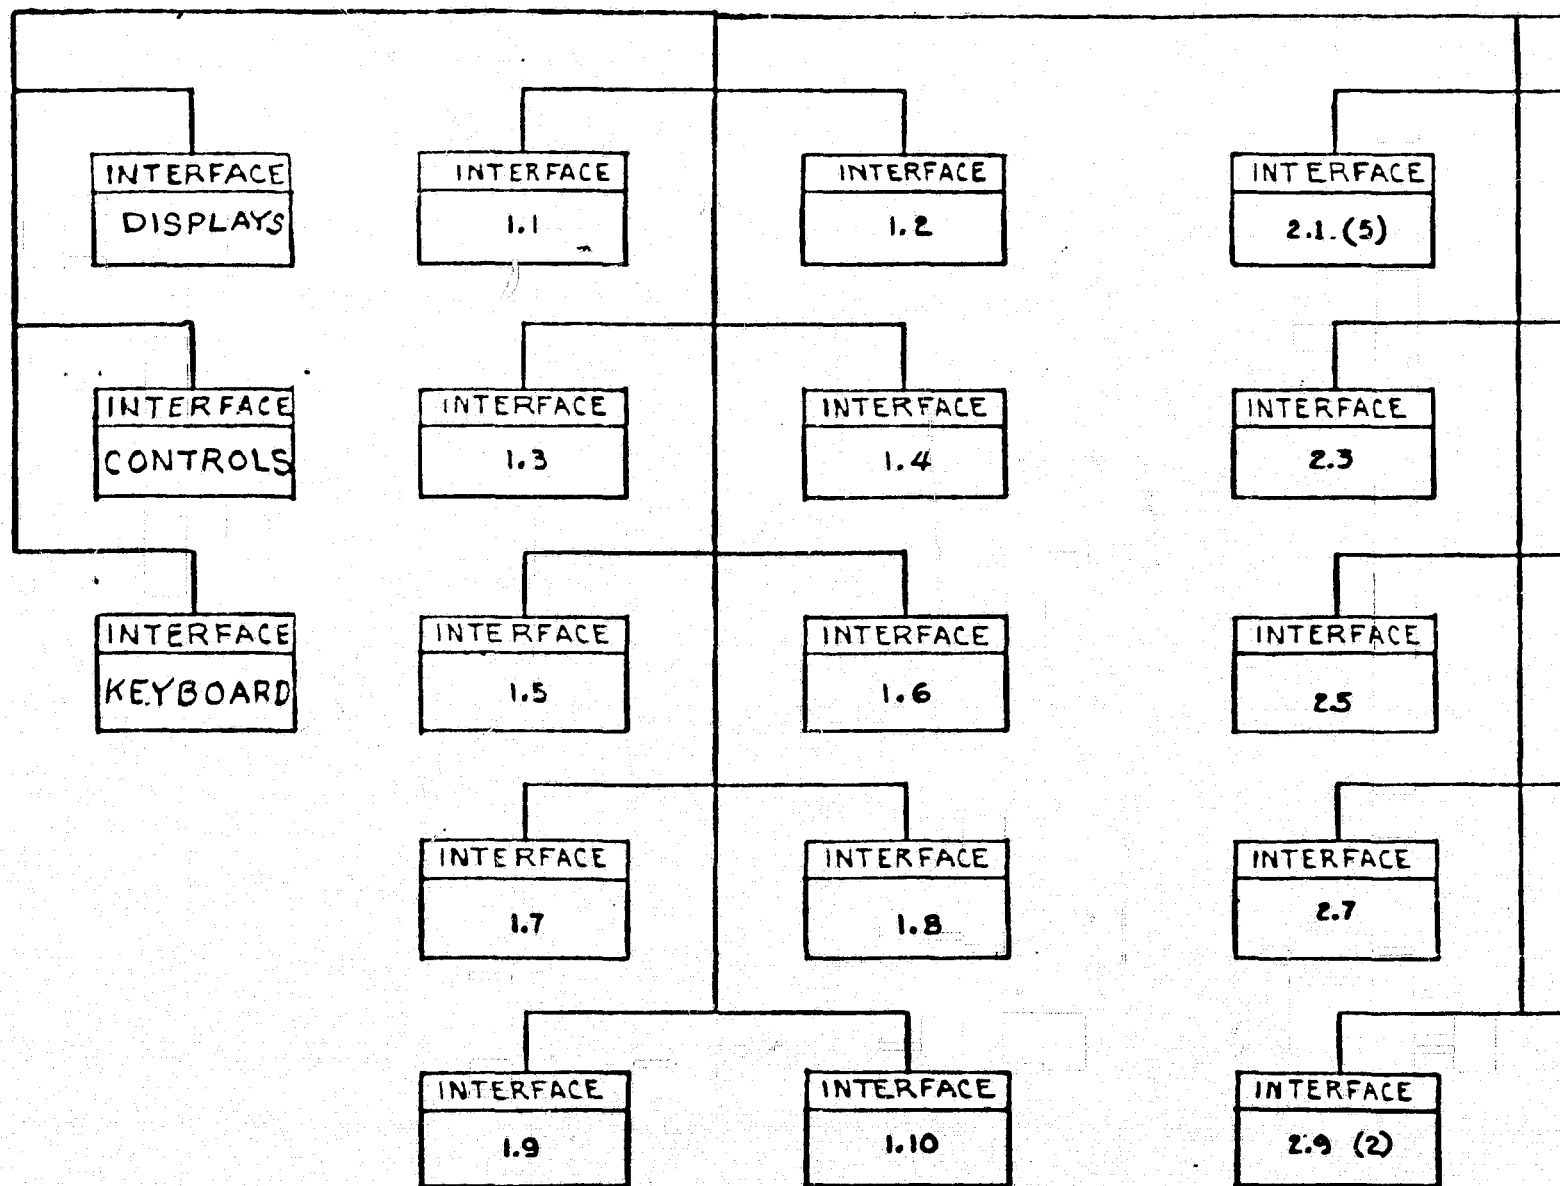 INTERFACE
DISPLAYS
INTERFACE
1.1
INTERFACE
1.2
INTERFACE
2.1.(5)
INTERFACE
CONTROLS
INTERFACE
1.3
INTERFACE
1.4
INTERFACE
2.3
INTERFACE
KEYBOARD
INTERFACE
1.5
INTERFACE
1.6
INTERFACE
2.5
INTERFACE
1.7
INTERFACE
1.8
INTERFACE
2.7
INTERFACE
1.9
INTERFACE
1.10
INTERFACE
2.9 (2)